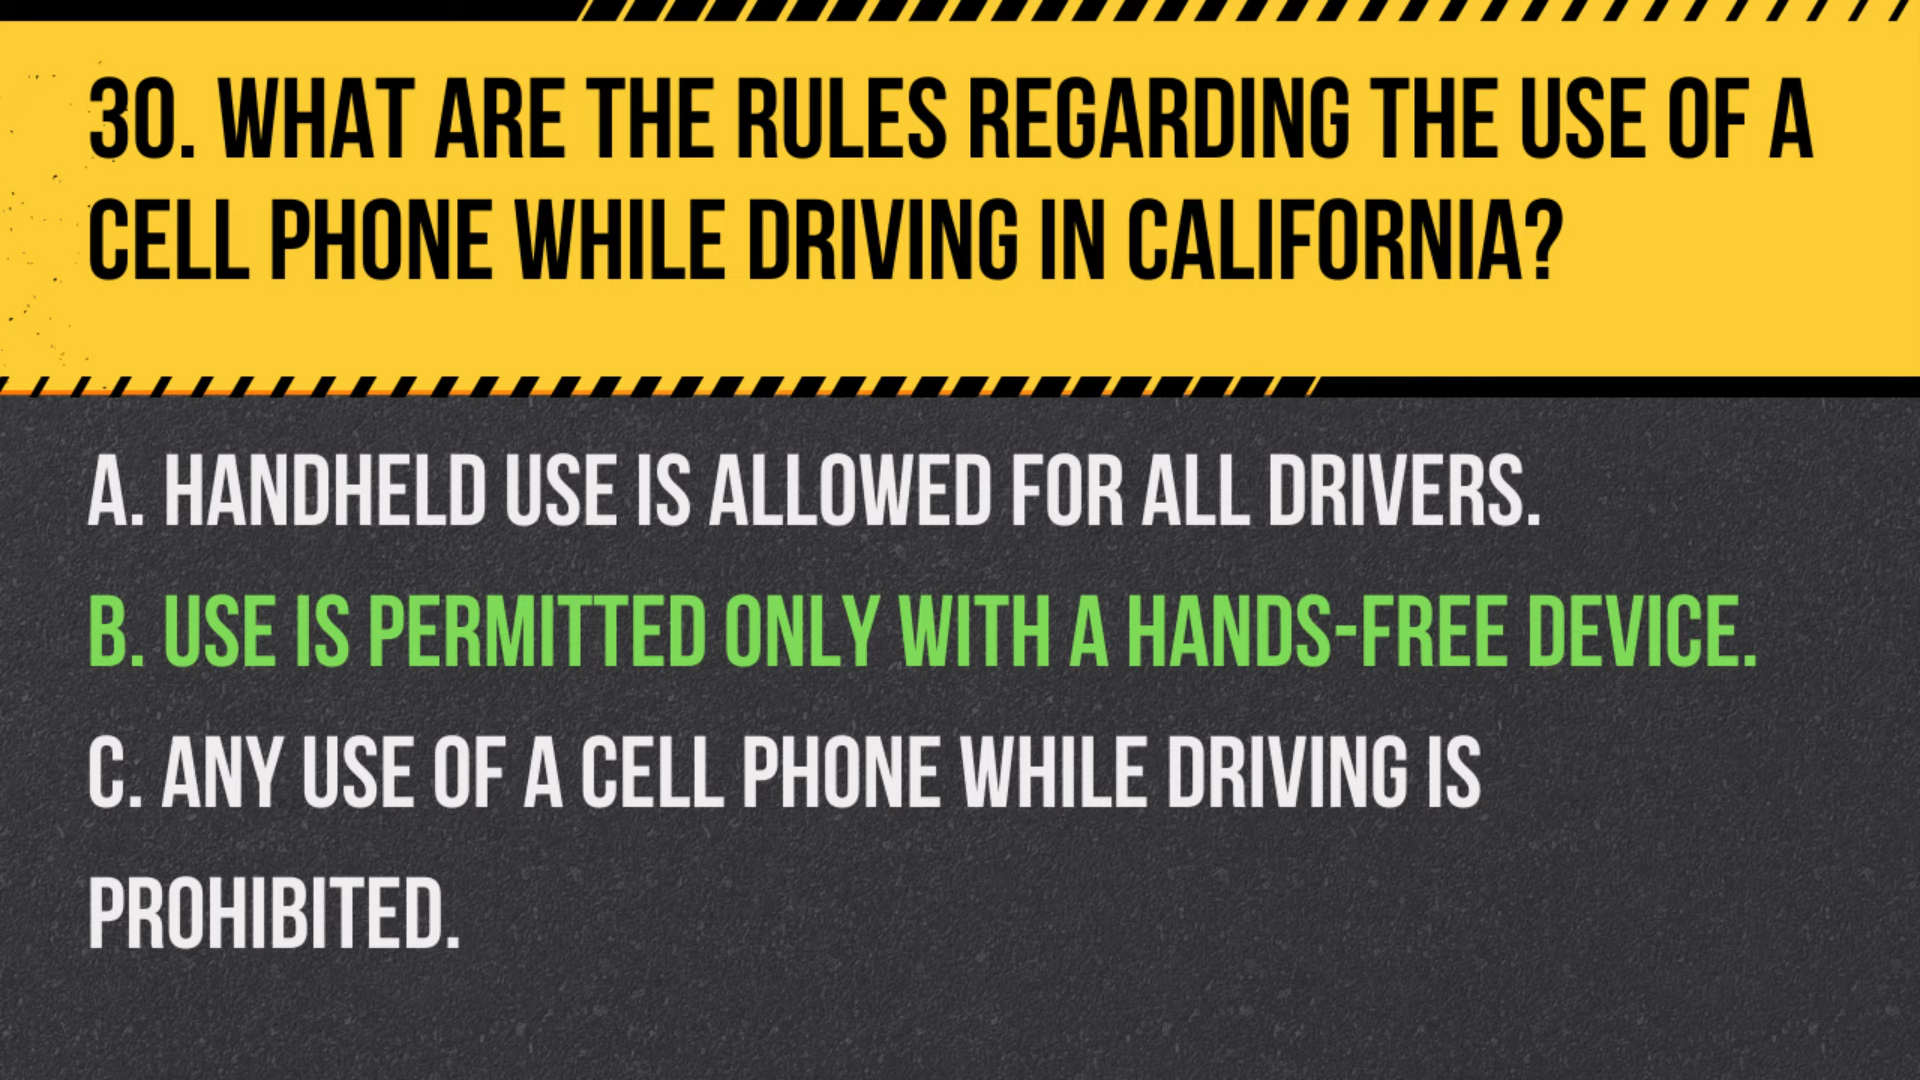 30. WHAT ARE THE RULES REGARDING THE USE OF A
CELL PHONE WHILE DRIVING IN CALIFORNIA?
A. HANDHELD USE IS ALLOWED FOR ALL DRIVERS.
B. USE IS PERMITTED ONLY WITH A HANDS-FREE DEVICE.
C. ANY USE OF A CELL PHONE WHILE DRIVING IS
PROHIBITED.